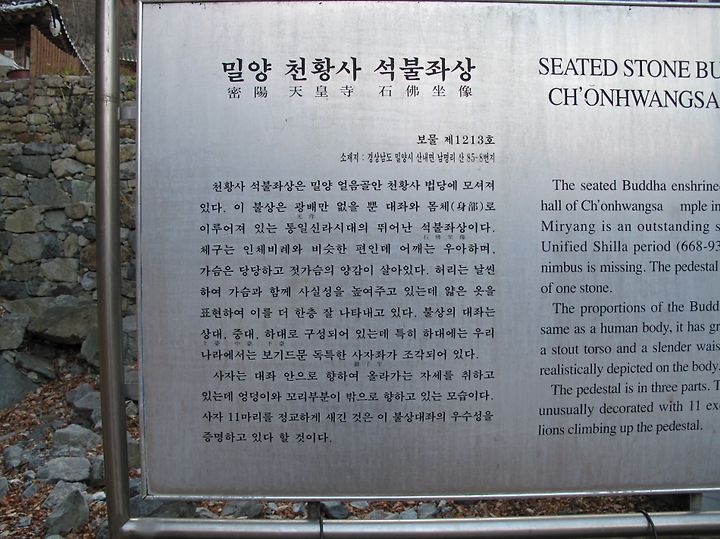 밀양 천황사 석불좌상
密陽 天皇寺 石佛坐像
보물 제1213호
소재지 : 경상남도 밀양시 산내면 남명리 산 85-8번지
천황사 석불좌상은 밀양 얼음골안 천황사 법당에 모셔져
있다. 이 불상은 광배만 없을 뿐 대좌와 몸체(身部)로
光背
이루어져 있는 통일신라시대의 뛰어난 석불좌상이다.
石佛坐像
체구는 인체비례와 비슷한 편인데 어깨는 우아하며,
가슴은 당당하고 젖가슴의 양감이 살아있다. 허리는 날씬
하여 가슴과 함께 사실성을 높여주고 있는데 얇은 옷을
표현하여 이를 더 한층 잘 나타내고 있다. 불상의 대좌는
상대, 중대, 하대로 구성되어 있는데 특히 하대에는 우리
上臺 中臺 下臺
나라에서는 보기드문 독특한 사자좌가 조각되어 있다.
獅子座
사자는 대좌 안으로 향하여 올라가는 자세를 취하고
있는데 엉덩이와 꼬리부분이 밖으로 향하고 있는 모습이다.
사자 11마리를 정교하게 새긴 것은 이 불상대좌의 우수성을
증명하고 있다 할 것이다.
SEATED STONE BU
CH'ŎNHWANGSA
The seated Buddha enshrine
hall of Ch'onhwangsa mple in
Miryang is an outstanding s
Unified Shilla period (668-93
nimbus is missing. The pedestal
of one stone.
The proportions of the Budd
same as a human body, it has gr
a stout torso and a slender wais
realistically depicted on the body.
The pedestal is in three parts. T
unusually decorated with 11 ex
lions climbing up the pedestal.